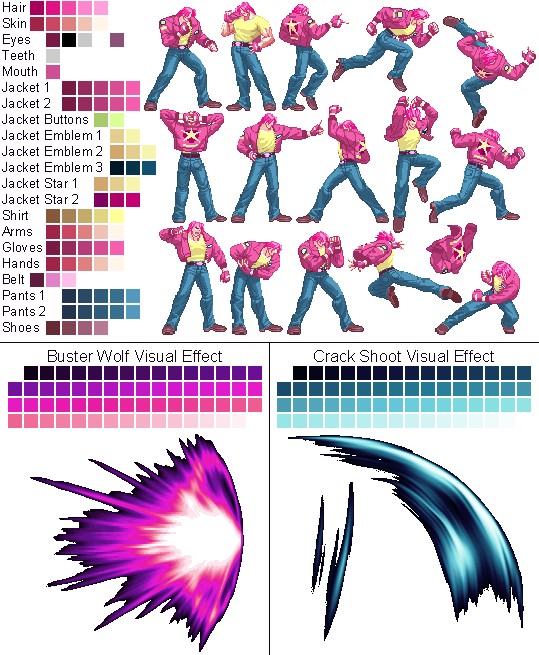 Hair
Skin
Eyes
Teeth
Mouth
Jacket 1
Jacket 2
Jacket Buttons
Jacket Emblem 1
Jacket Emblem 2
Jacket Emblem 3
Jacket Star 1
Jacket Star 2
Shirt
Arms
Gloves
Hands
Belt
Pants 1
Pants 2
Shoes
Buster Wolf Visual Effect
Crack Shoot Visual Effect